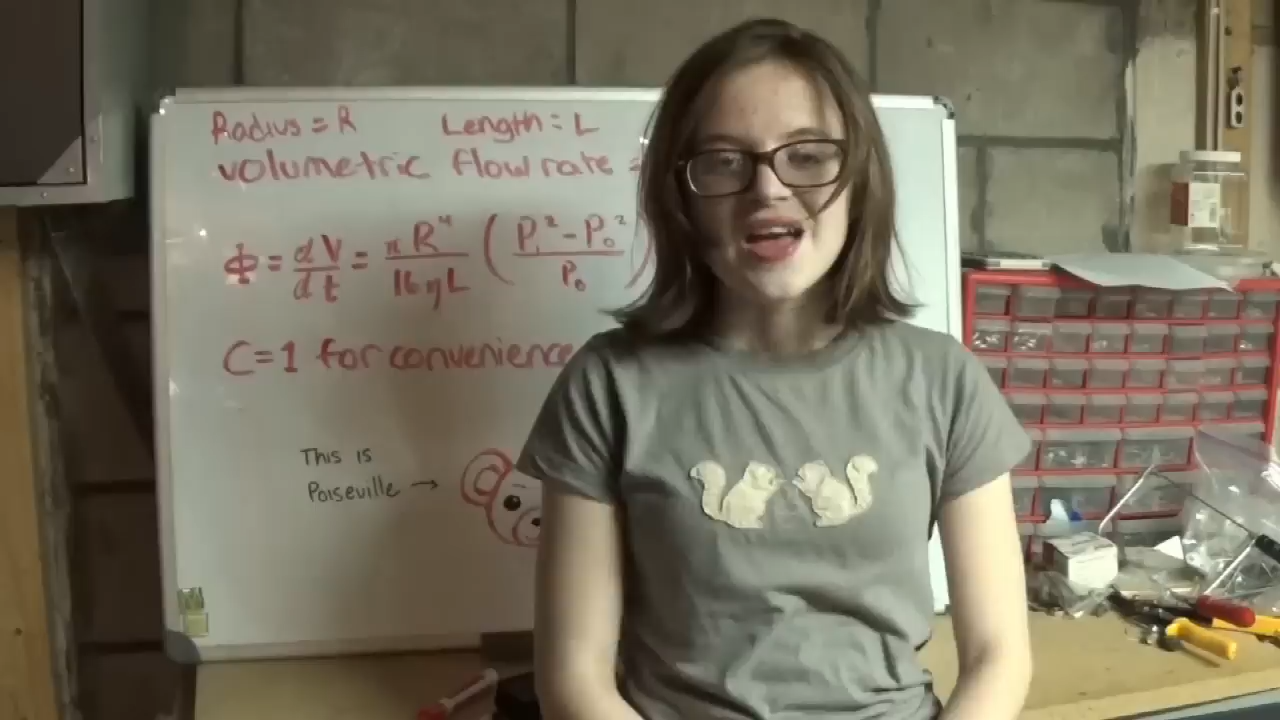 Radius = R Length = L
volumetric flow rate =
Φ = dV/dt = πR⁴/16ηL (P₁² - P₀²/P₀)
C=1 for convenience
This is
Poiseville →